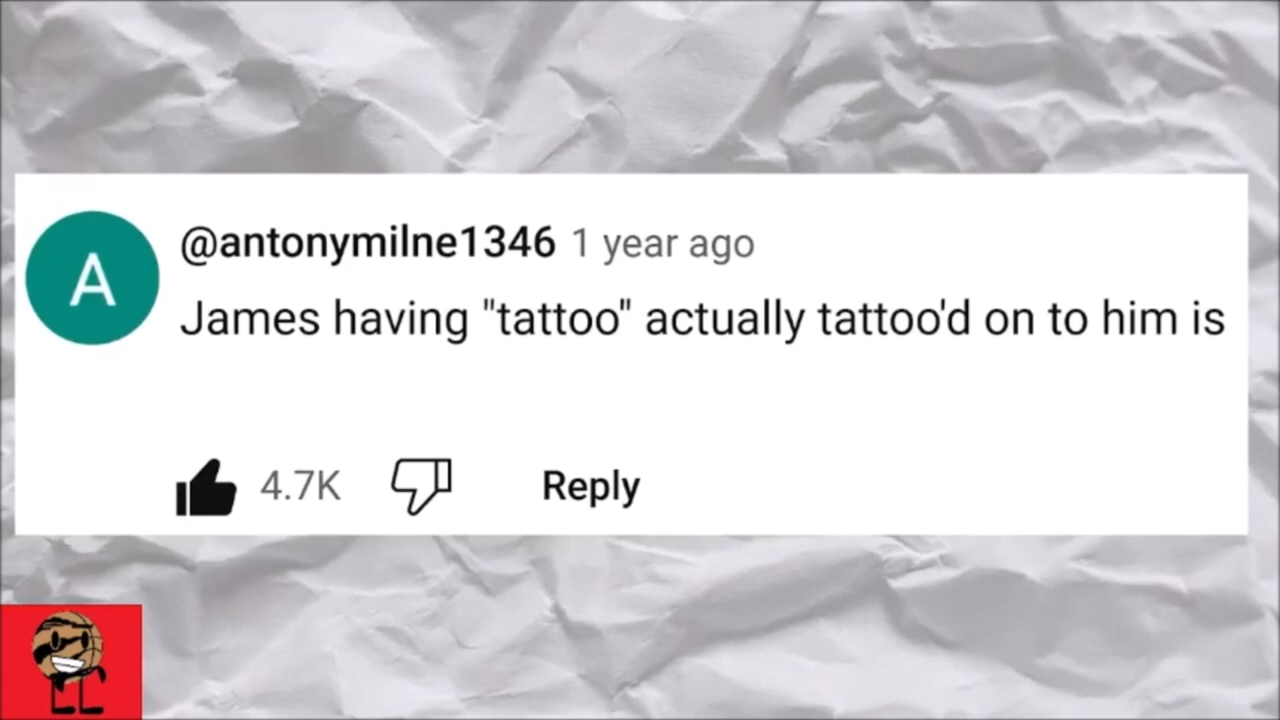 A
@antonymilne1346 1 year ago
James having "tattoo" actually tattoo'd on to him is
4.7K Reply